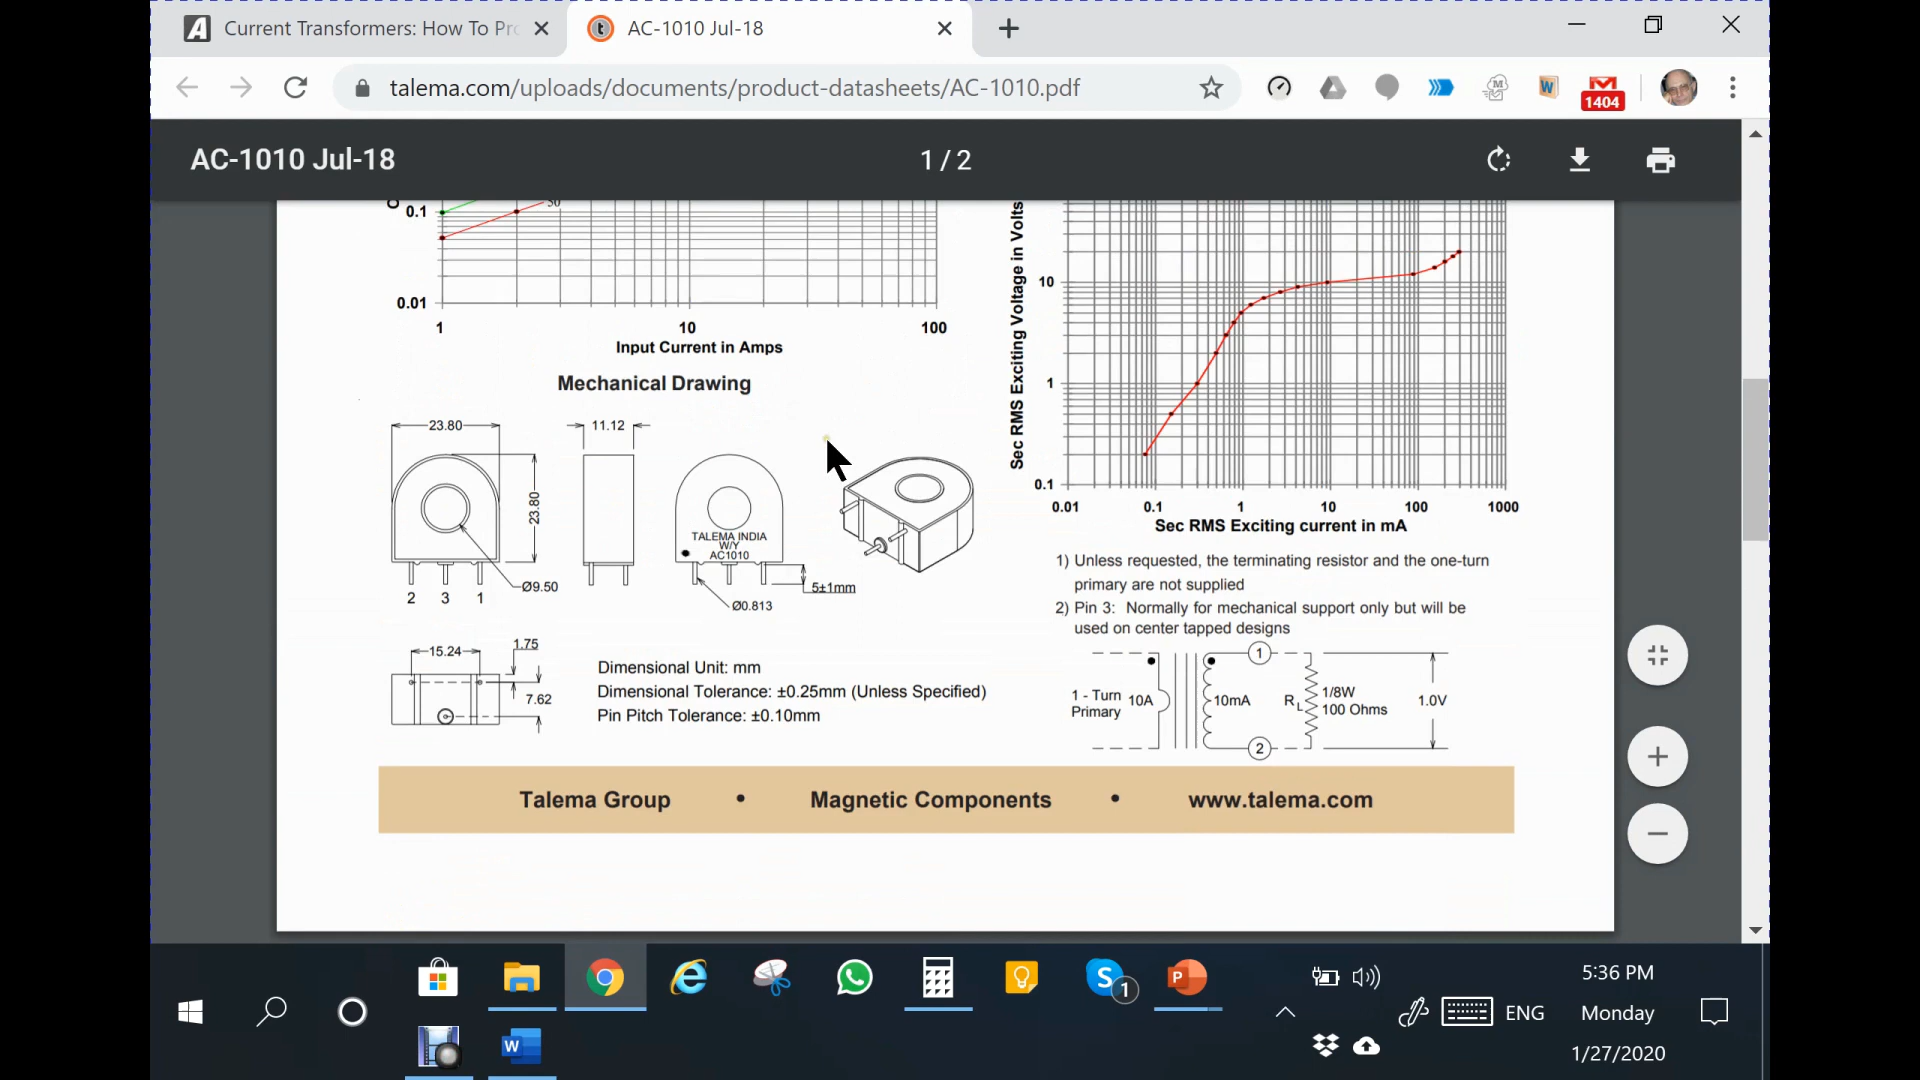 Current Transformers: How To Pr
AC-1010 Jul-18
talema.com/uploads/documents/product-datasheets/AC-1010.pdf
1404
AC-1010 Jul-18
1 / 2
0.1
50
0.01
1
10
100
Input Current in Amps
Sec RMS Exciting Voltage in Volts
10
1
0.1
0.01
0.1
1
10
100
1000
Sec RMS Exciting current in mA
Mechanical Drawing
23.80
11.12
23.80
TALEMA INDIA
W/Y
AC1010
Ø9.50
5±1mm
Ø0.813
2 3 1
15.24
1.75
7.62
Dimensional Unit: mm
Dimensional Tolerance: ±0.25mm (Unless Specified)
Pin Pitch Tolerance: ±0.10mm
1) Unless requested, the terminating resistor and the one-turn
primary are not supplied
2) Pin 3: Normally for mechanical support only but will be
used on center tapped designs
1
1 - Turn
Primary
10A
10mA
RL
1/8W
100 Ohms
1.0V
2
Talema Group • Magnetic Components • www.talema.com
5:36 PM
ENG
Monday
1/27/2020